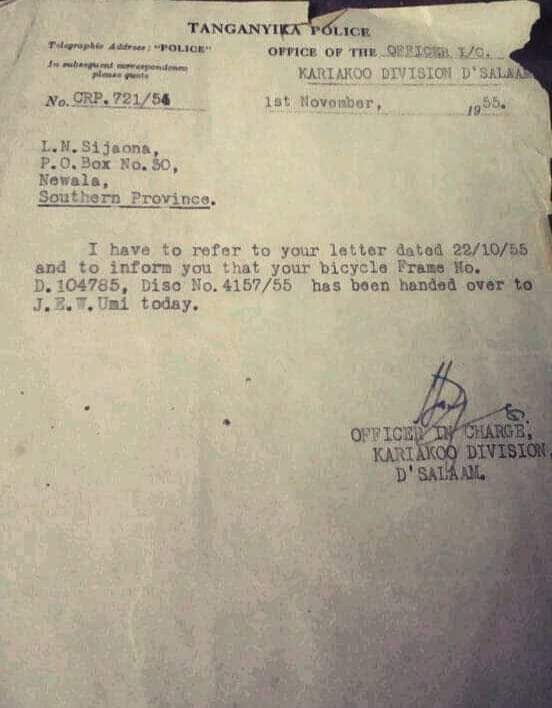 TANGANYIKA POLICE
Telegraphic Address: "POLICE"
OFFICE OF THE OFFICER I/C.
In subsequent correspondence
please quote
KARIAKOO DIVISION D'SALAAM
No. CRP.721/54
1st November, 1955.
L.N.Sijaona,
P.O.Box No.30,
Newala,
Southern Province.
I have to refer to your letter dated 22/10/55
and to inform you that your bicycle Frame No.
D.104785, Disc No.4157/55 has been handed over to
J.E.W.Umi today.
OFFICER IN CHARGE,
KARIAKOO DIVISION.
D'SALAAM.